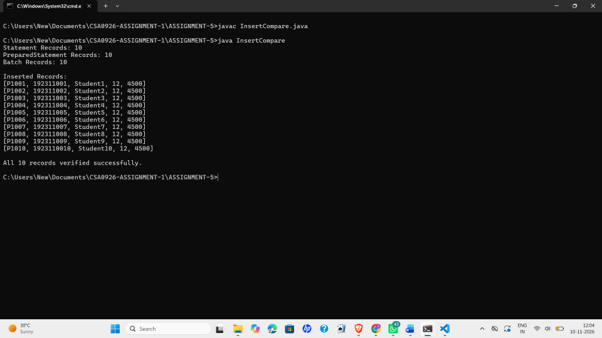 C:\Windows\System32\cmd.e
C:\Users\New\Documents\CSA0926-ASSIGNMENT-1\ASSIGNMENT-5>javac InsertCompare.java
C:\Users\New\Documents\CSA0926-ASSIGNMENT-1\ASSIGNMENT-5>java InsertCompare
Statement Records: 10
PreparedStatement Records: 10
Batch Records: 10
Inserted Records:
[P1001, 192311001, Student1, 12, 4500]
[P1002, 192311002, Student2, 12, 4500]
[P1003, 192311003, Student3, 12, 4500]
[P1004, 192311004, Student4, 12, 4500]
[P1005, 192311005, Student5, 12, 4500]
[P1006, 192311006, Student6, 12, 4500]
[P1007, 192311007, Student7, 12, 4500]
[P1008, 192311008, Student8, 12, 4500]
[P1009, 192311009, Student9, 12, 4500]
[P1010, 1923110010, Student10, 12, 4500]
All 10 records verified successfully.
C:\Users\New\Documents\CSA0926-ASSIGNMENT-1\ASSIGNMENT-5>
Sunny
Search
ENG
IN
12:04
10-11-2026